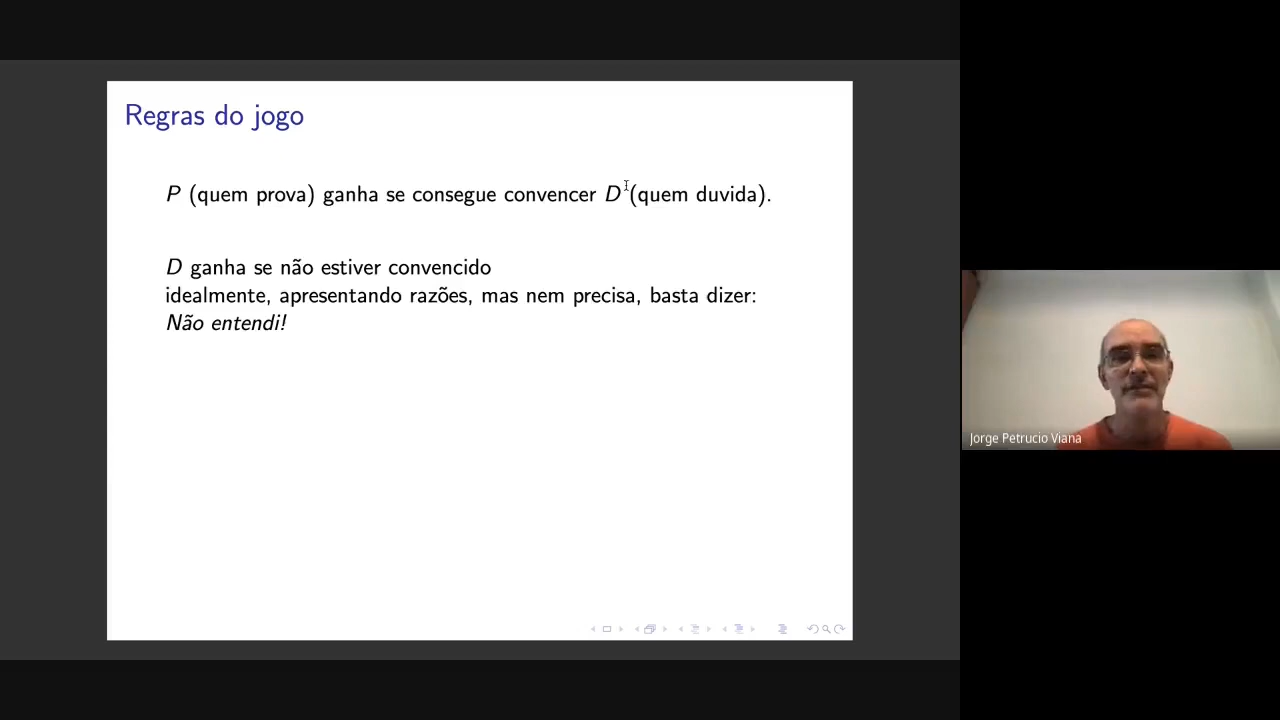 Regras do jogo
P (quem prova) ganha se consegue convencer D (quem duvida).
D ganha se não estiver convencido
idealmente, apresentando razões, mas nem precisa, basta dizer:
Não entendi!
Jorge Petrucio Viana